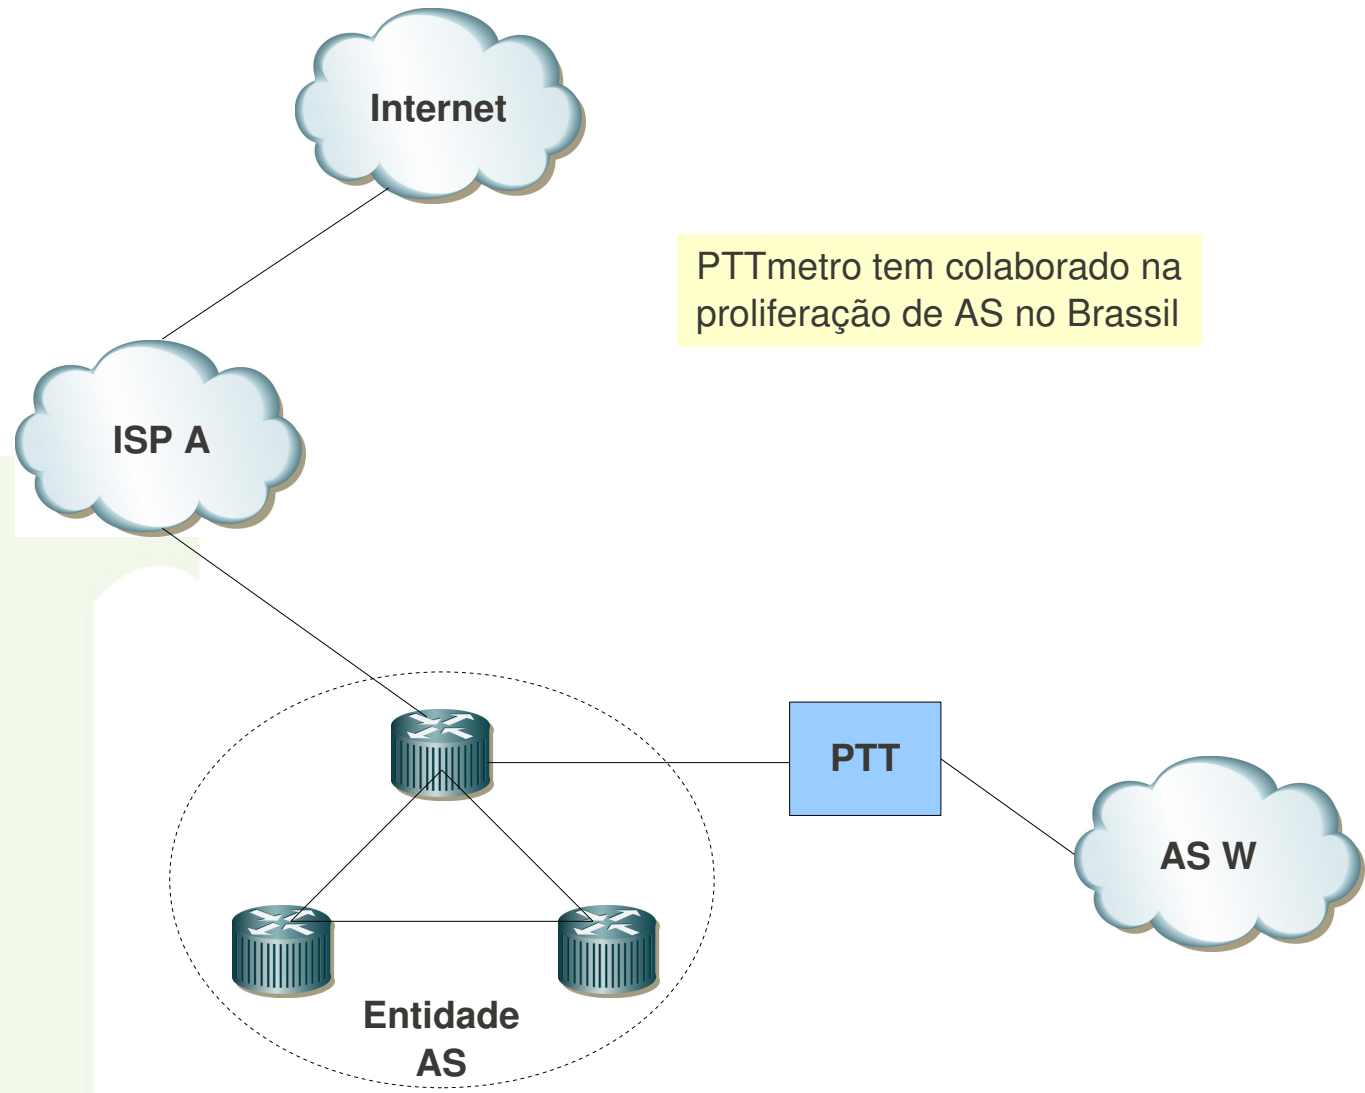 Internet
PTTmetro tem colaborado na
proliferação de AS no Brassil
ISP A
PTT
AS W
Entidade
AS